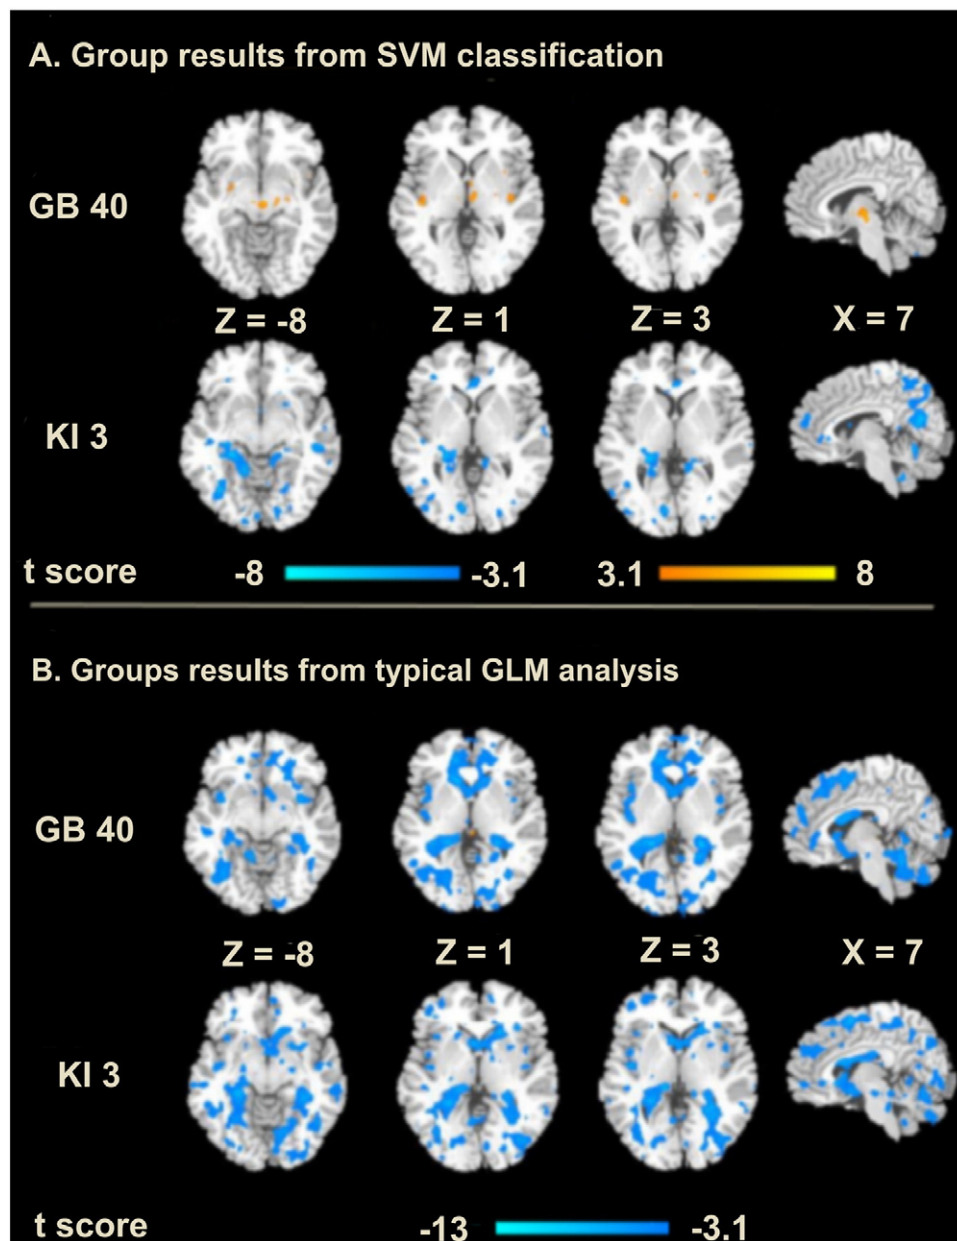 A. Group results from SVM classification
GB 40
Z = -8 Z = 1 Z = 3 X = 7
KI 3
t score -8 -3.1 3.1 8
B. Groups results from typical GLM analysis
GB 40
Z = -8 Z = 1 Z = 3 X = 7
KI 3
t score -13 -3.1